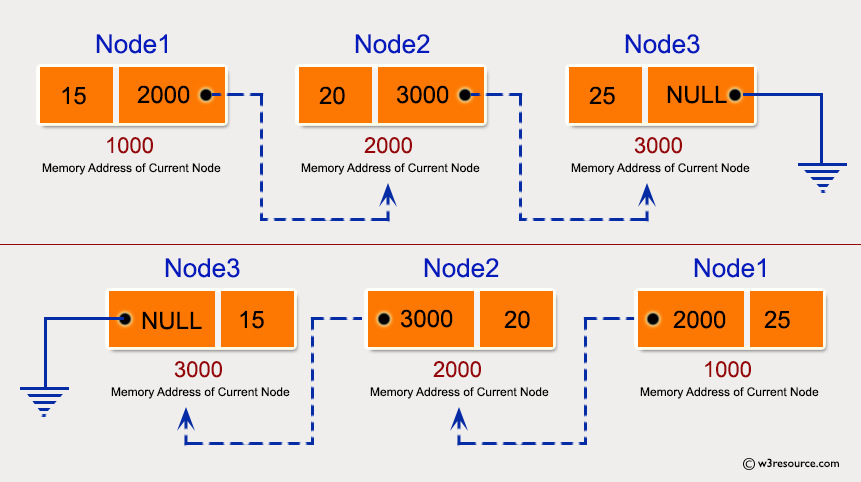 Node1 Node2 Node3
15 2000 20 3000 25 NULL
1000 2000 3000
Memory Address of Current Node Memory Address of Current Node Memory Address of Current Node
Node3 Node2 Node1
NULL 15 3000 20 2000 25
3000 2000 1000
Memory Address of Current Node Memory Address of Current Node Memory Address of Current Node
© w3resource.com